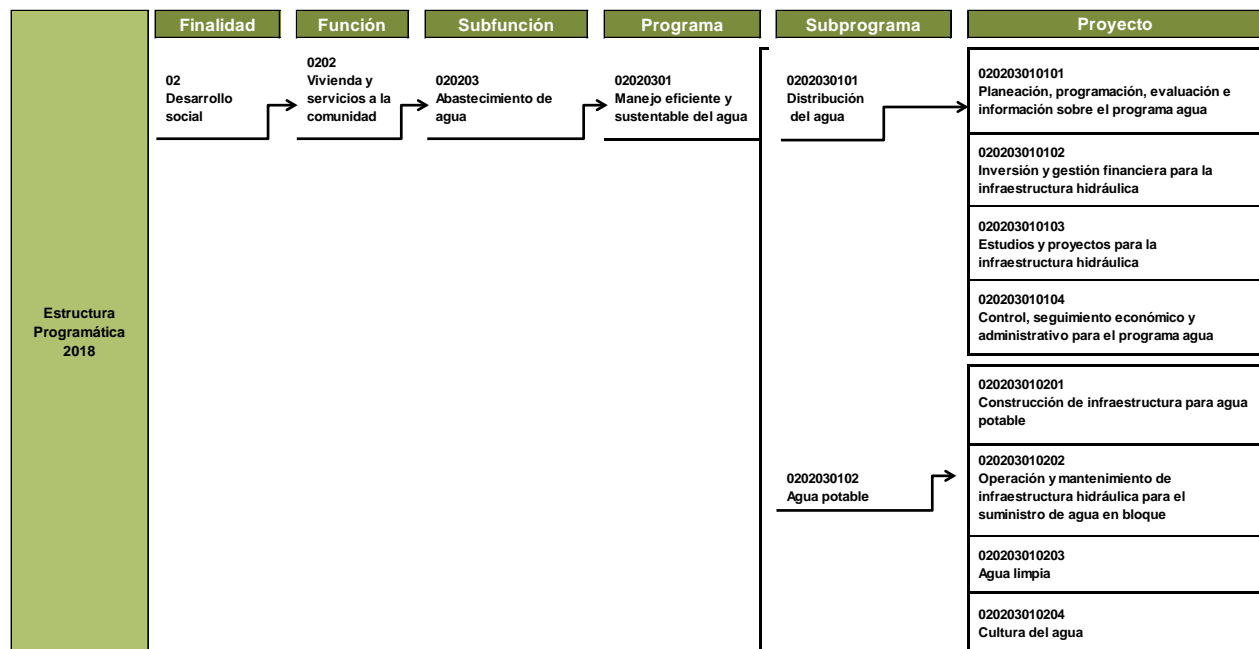 Finalidad
Función
Subfunción
Programa
Subprograma
Proyecto
Estructura
Programática
2018
02
Desarrollo
social
0202
Vivienda y
servicios a la
comunidad
020203
Abastecimiento de
agua
02020301
Manejo eficiente y
sustentable del agua
0202030101
Distribución
del agua
020203010101
Planeación, programación, evaluación e
información sobre el programa agua
020203010102
Inversión y gestión financiera para la
infraestructura hidráulica
020203010103
Estudios y proyectos para la
infraestructura hidráulica
020203010104
Control, seguimiento económico y
administrativo para el programa agua
0202030102
Agua potable
020203010201
Construcción de infraestructura para agua
potable
020203010202
Operación y mantenimiento de
infraestructura hidráulica para el
suministro de agua en bloque
020203010203
Agua limpia
020203010204
Cultura del agua